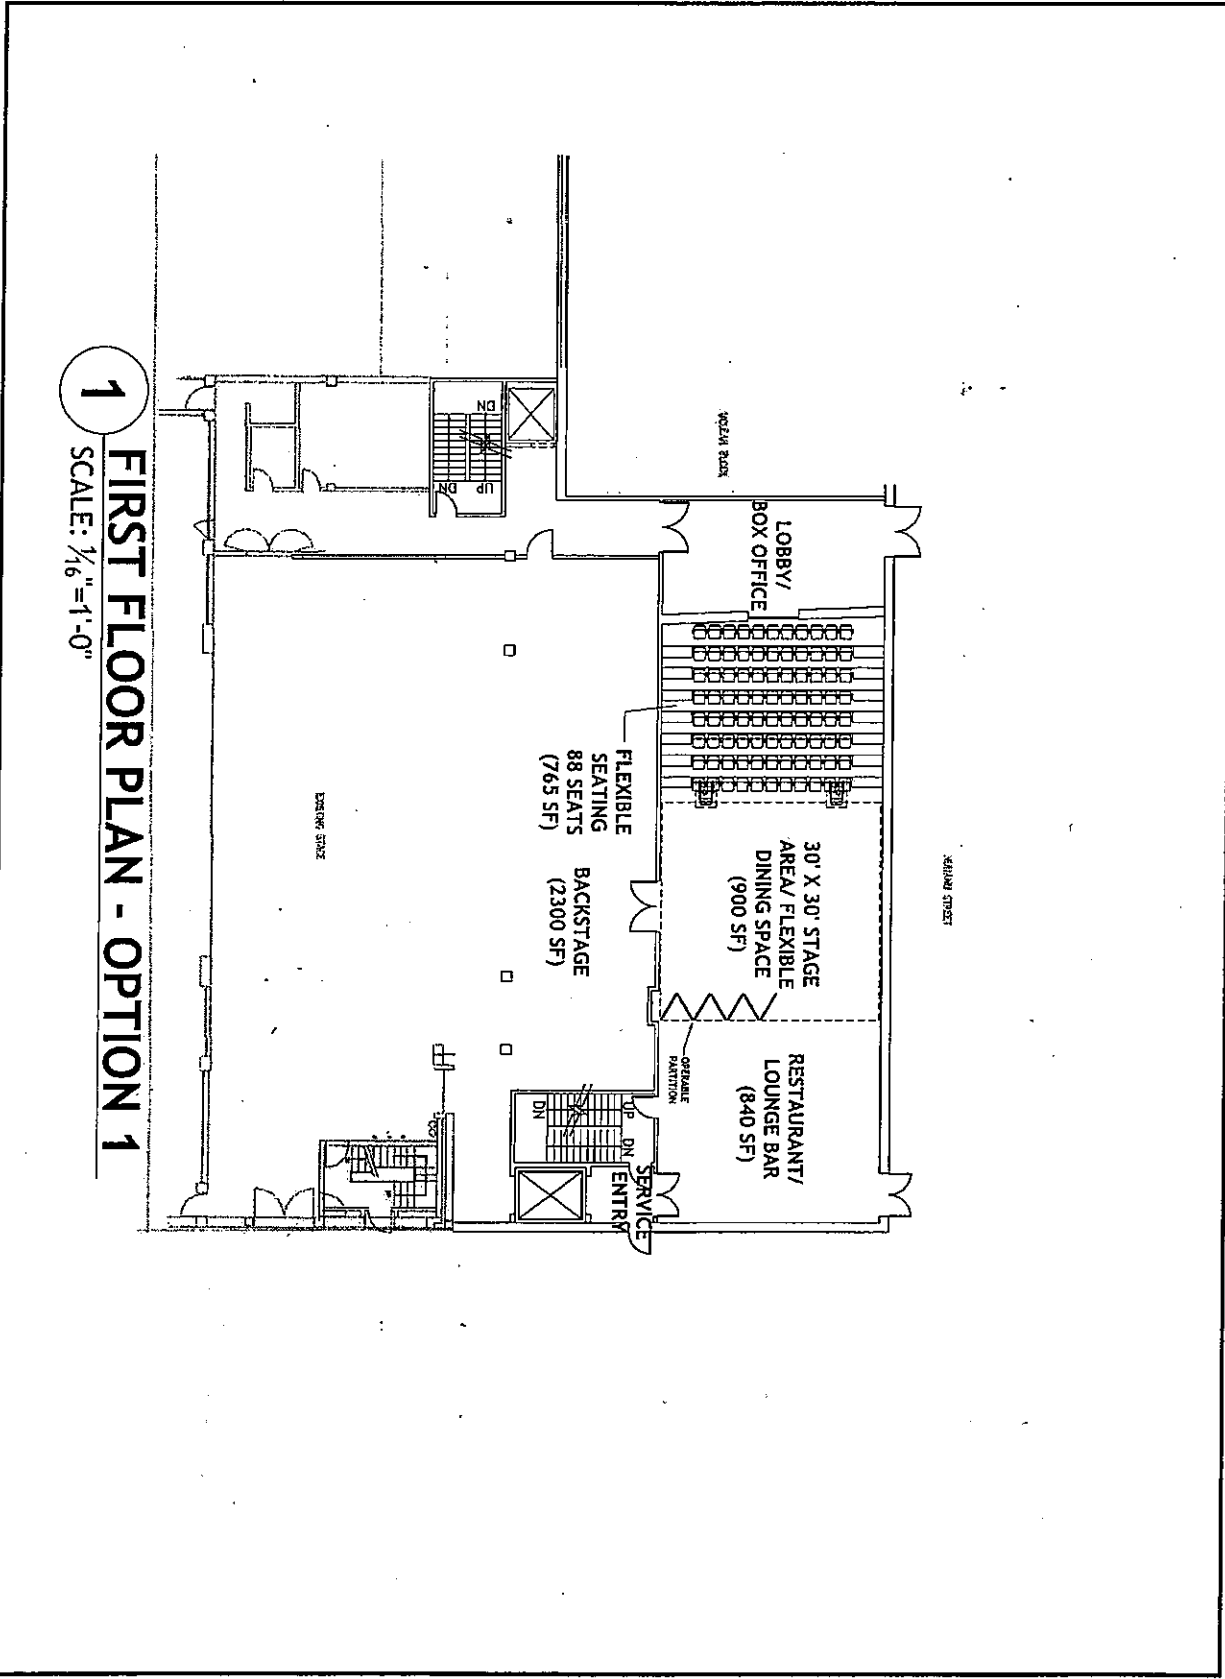 LOBBY/
BOX OFFICE
30' X 30' STAGE
AREA/ FLEXIBLE
DINING SPACE
(900 SF)
RESTAURANT/
LOUNGE BAR
(840 SF)
OPERABLE
PARTITION
FLEXIBLE
SEATING
88 SEATS
(765 SF)
BACKSTAGE
(2300 SF)
SERVICE
ENTRY
UP
DN
DN
DN
UP
DN
EXISTING STAGE
1
FIRST FLOOR PLAN - OPTION 1
SCALE: 1/16"=1'-0"